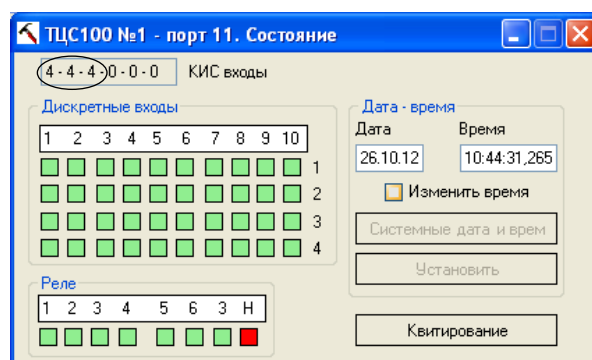 ТЦС100 №1 - порт 11. Состояние
4 - 4 - 4 - 0 - 0 - 0 КИС входы
Дискретные входы
1 2 3 4 5 6 7 8 9 10
1
2
3
4
Реле
1 2 3 4 5 6 3 Н
Дата - время
Дата Время
26.10.12 10:44:31,265
Изменить время
Системные дата и врем
Установить
Квитирование